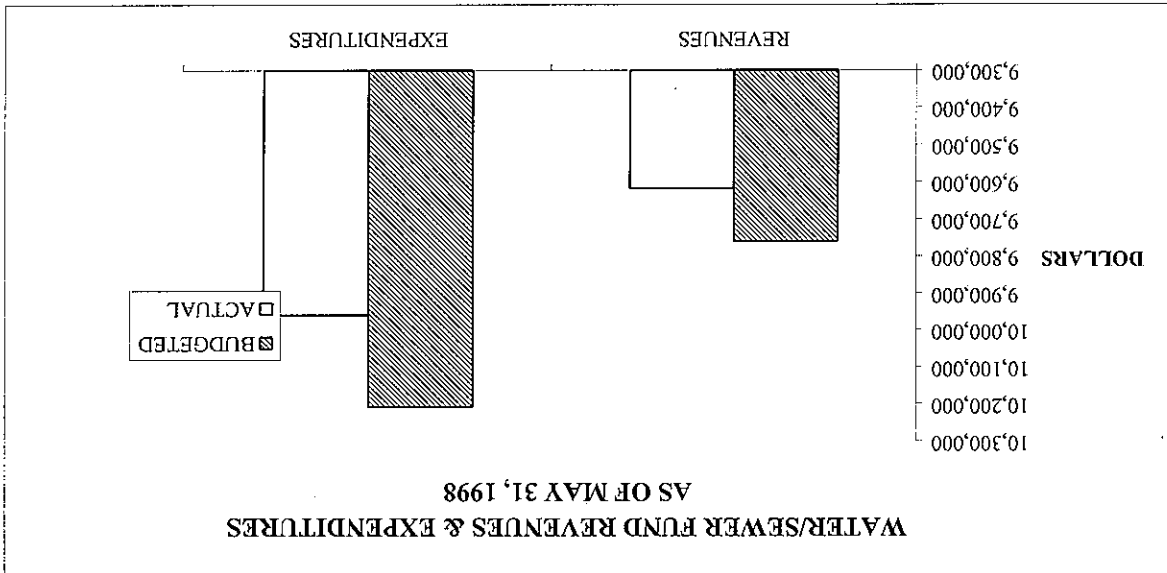 WATER/SEWER FUND REVENUES & EXPENDITURES
AS OF MAY 31, 1998
DOLLARS
10,300,000
10,200,000
10,100,000
10,000,000
9,900,000
9,800,000
9,700,000
9,600,000
9,500,000
9,400,000
9,300,000
REVENUES
EXPENDITURES
BUDGETED
ACTUAL